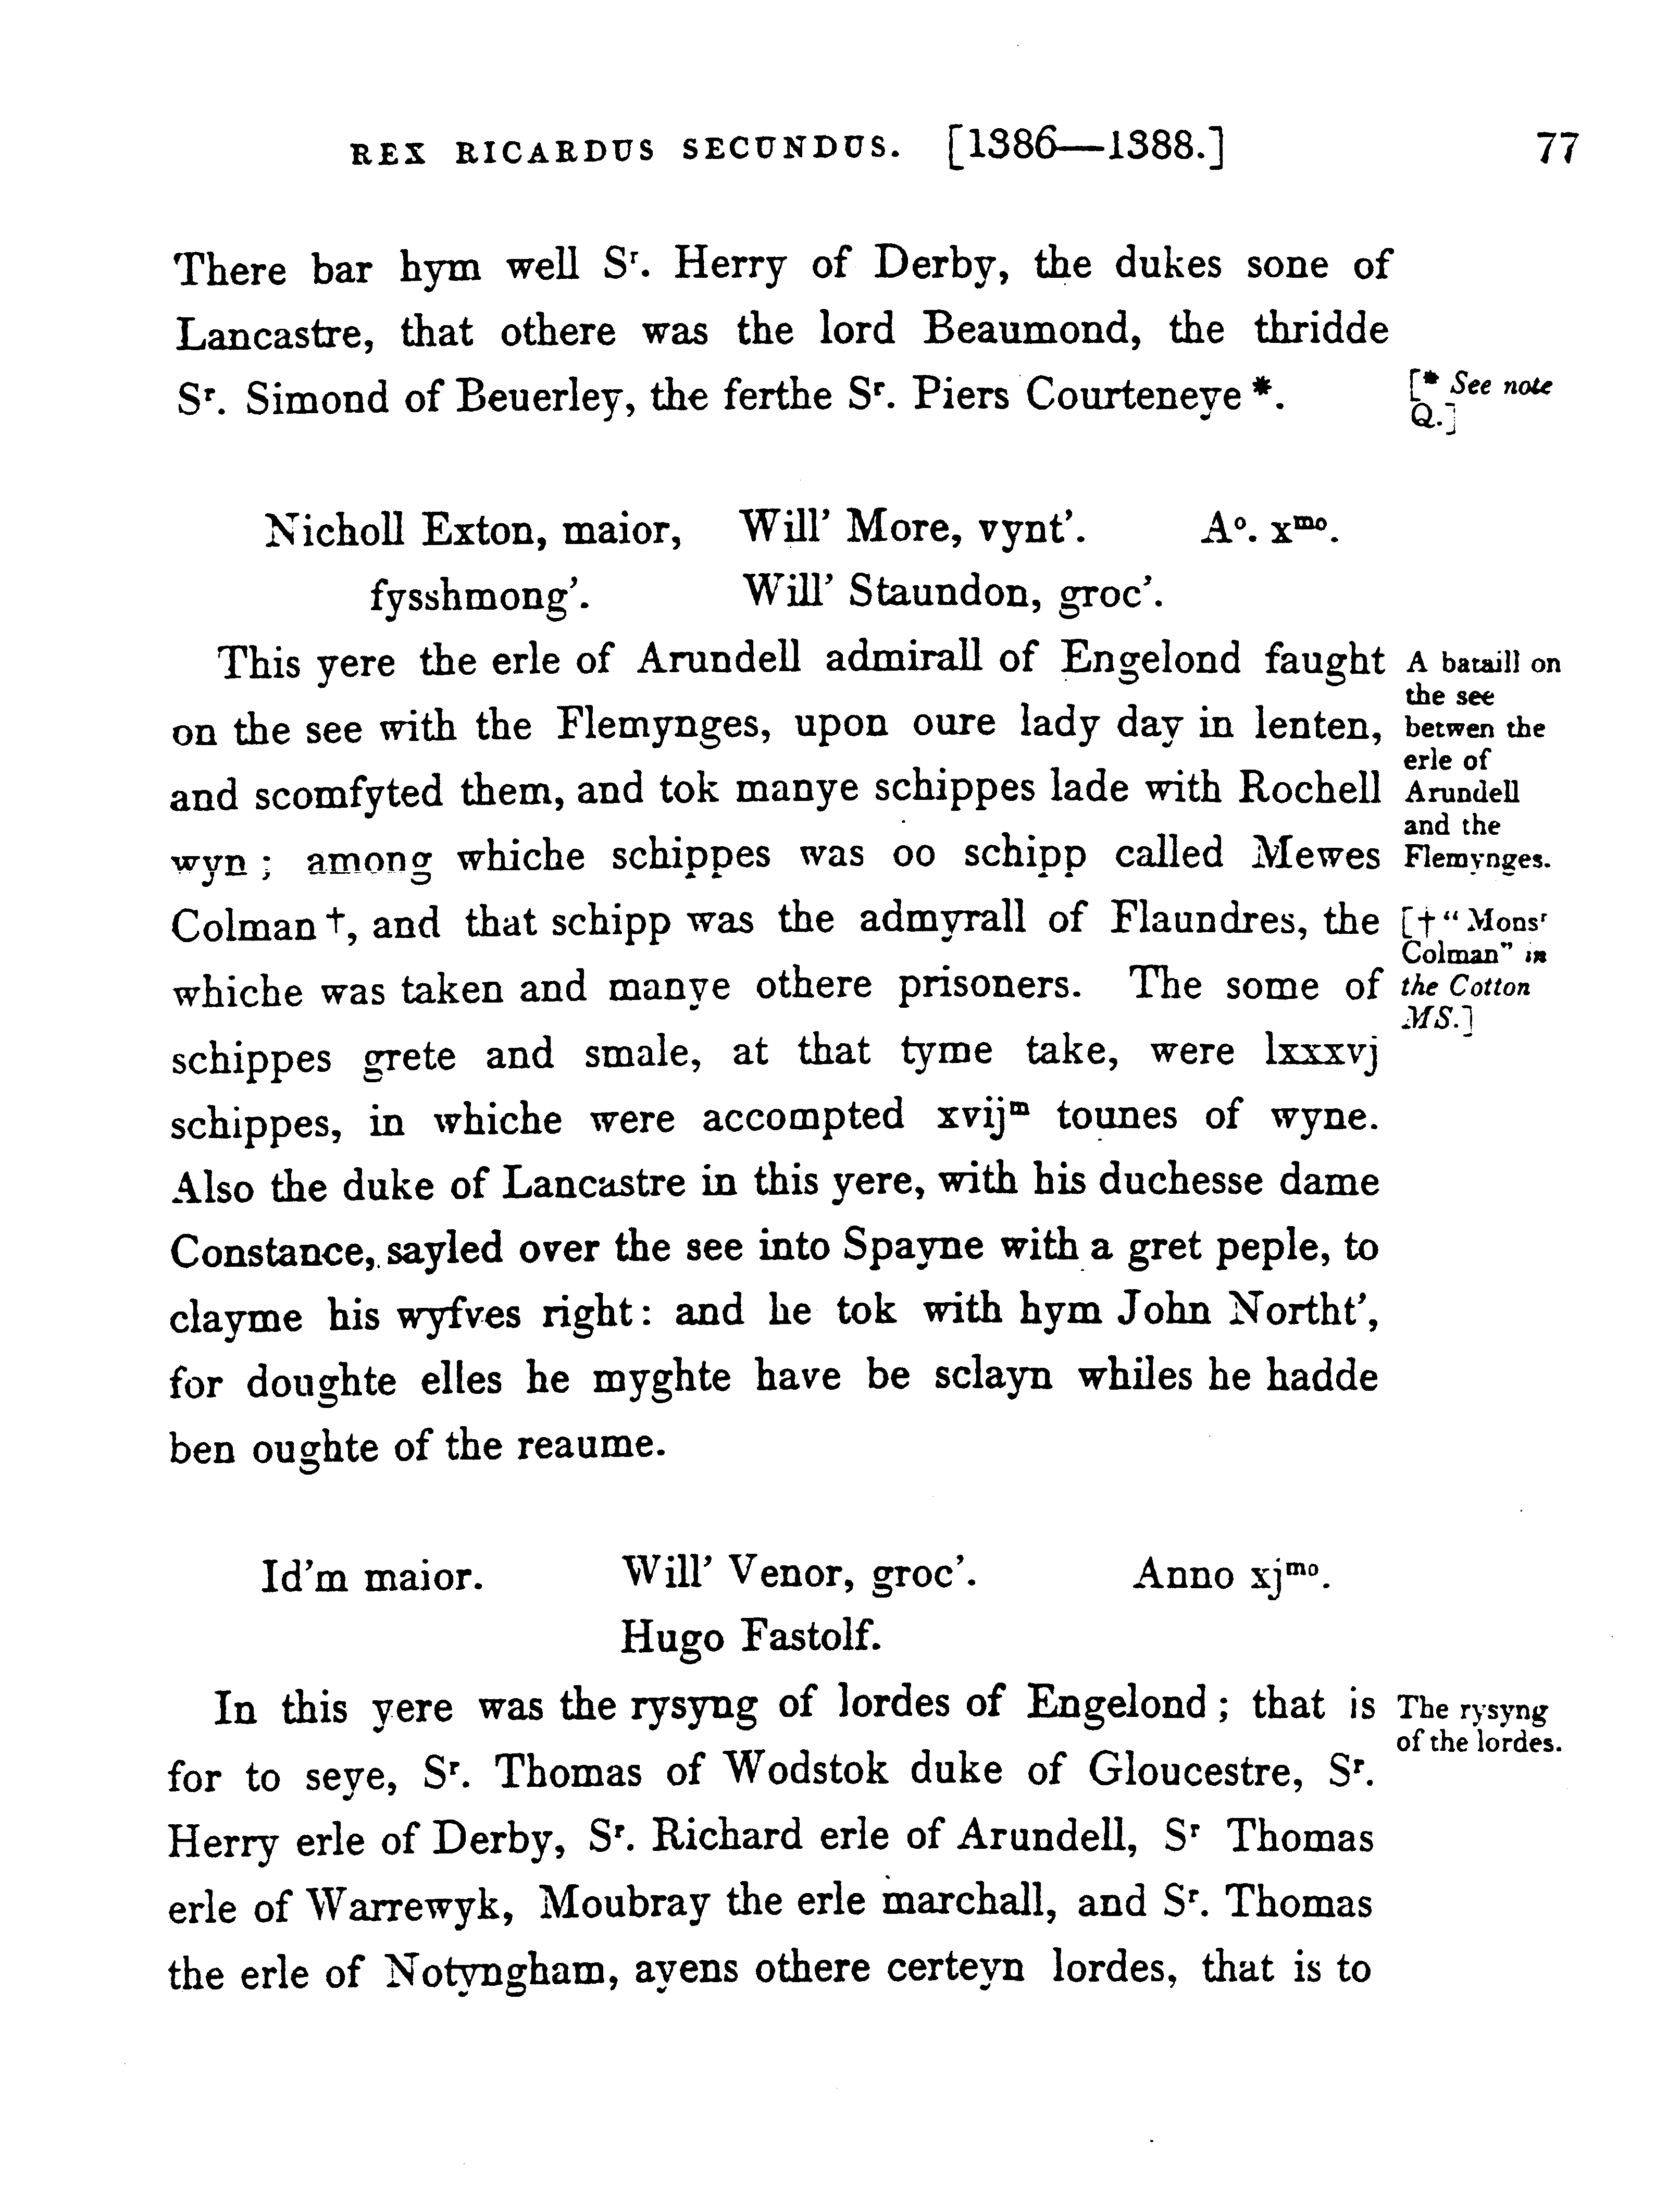 REX RICARDUS SECUNDUS. [1386—1388.] 77
There bar hym well Sʳ. Herry of Derby, the dukes sone of
Lancastre, that othere was the lord Beaumond, the thridde
Sʳ. Simond of Beuerley, the ferthe Sʳ. Piers Courteneye *.
[* See note
Q.]
Nicholl Exton, maior, Will' More, vynt'. Aᵒ. xᵐᵒ.
fysshmong'. Will' Staundon, groc'.
This yere the erle of Arundell admirall of Engelond faught
on the see with the Flemynges, upon oure lady day in lenten,
and scomfyted them, and tok manye schippes lade with Rochell
wyn ; among whiche schippes was oo schipp called Mewes
Colman †, and that schipp was the admyrall of Flaundres, the
whiche was taken and manye othere prisoners. The some of
schippes grete and smale, at that tyme take, were lxxxvj
schippes, in whiche were accompted xvijᵐ tounes of wyne.
Also the duke of Lancastre in this yere, with his duchesse dame
Constance, sayled over the see into Spayne with a gret peple, to
clayme his wyfves right : and he tok with hym John Northt',
for doughte elles he myghte have be sclayn whiles he hadde
ben oughte of the reaume.
A bataill on
the see
betwen the
erle of
Arundell
and the
Flemynges.
[† “ Monsʳ
Colman” in
the Cotton
MS.]
Id'm maior. Will' Venor, groc'. Anno xjᵐᵒ.
Hugo Fastolf.
In this yere was the rysyng of lordes of Engelond ; that is
for to seye, Sʳ. Thomas of Wodstok duke of Gloucestre, Sʳ.
Herry erle of Derby, Sʳ. Richard erle of Arundell, Sʳ Thomas
erle of Warrewyk, Moubray the erle marchall, and Sʳ. Thomas
the erle of Notyngham, ayens othere certeyn lordes, that is to
The rysyng
of the lordes.